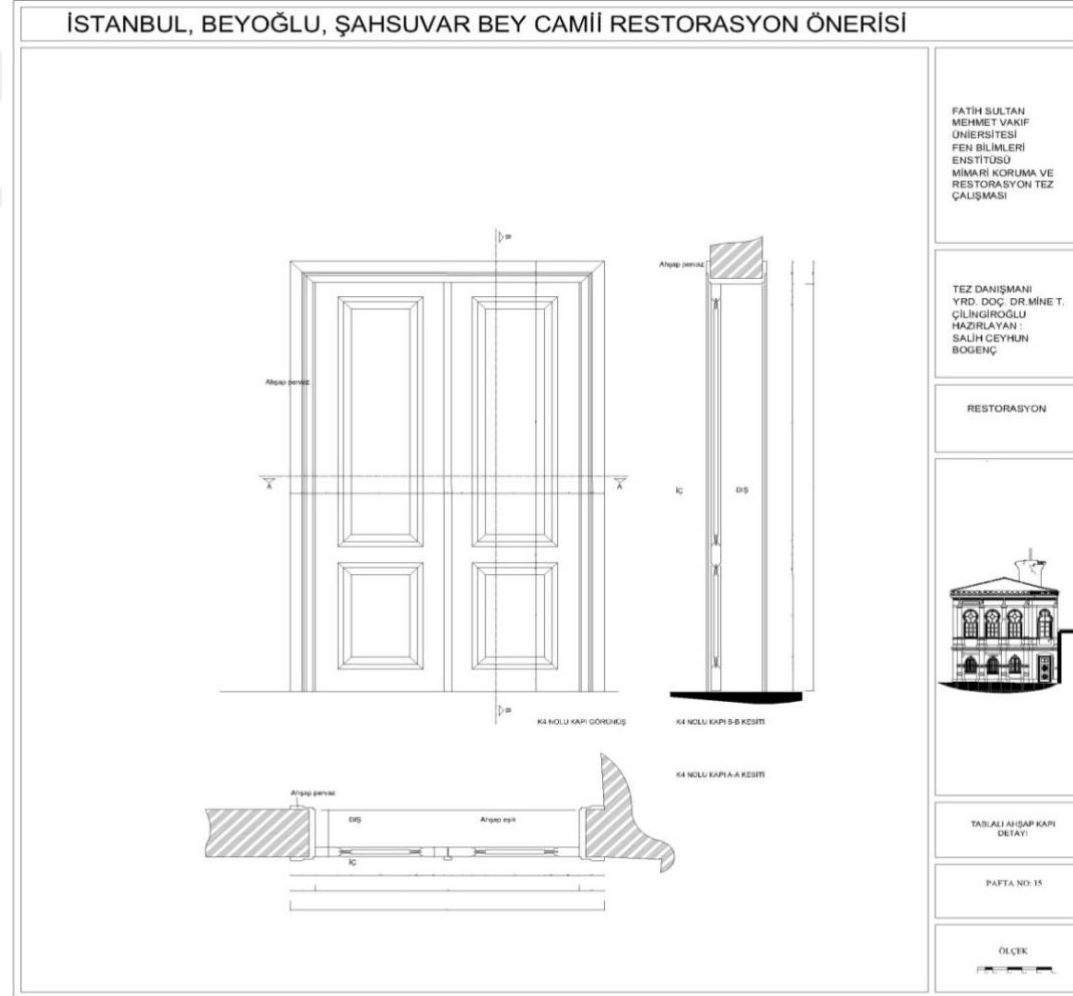 İSTANBUL, BEYOĞLU, ŞAHSUVAR BEY CAMİİ RESTORASYON ÖNERİSİ
FATİH SULTAN
MEHMET VAKIF
ÜNİERSİTESİ
FEN BİLİMLERİ
ENSTİTÜSÜ
MİMARİ KORUMA VE
RESTORASYON TEZ
ÇALIŞMASI
TEZ DANIŞMANI
YRD. DOÇ. DR.MİNE T.
ÇİLİNGİROĞLU
HAZIRLAYAN :
SALİH CEYHUN
BOGENÇ
RESTORASYON
TABLALI AHŞAP KAPI
DETAYI
PAFTA NO: 15
ÖLÇEK
B
Ahşap pervaz
Ahşap pervaz
A
A
İÇ
DIŞ
B
K4 NOLU KAPI GÖRÜNÜŞ
K4 NOLU KAPI B-B KESİTİ
K4 NOLU KAPI A-A KESİTİ
Ahşap pervaz
DIŞ
Ahşap eşik
İÇ